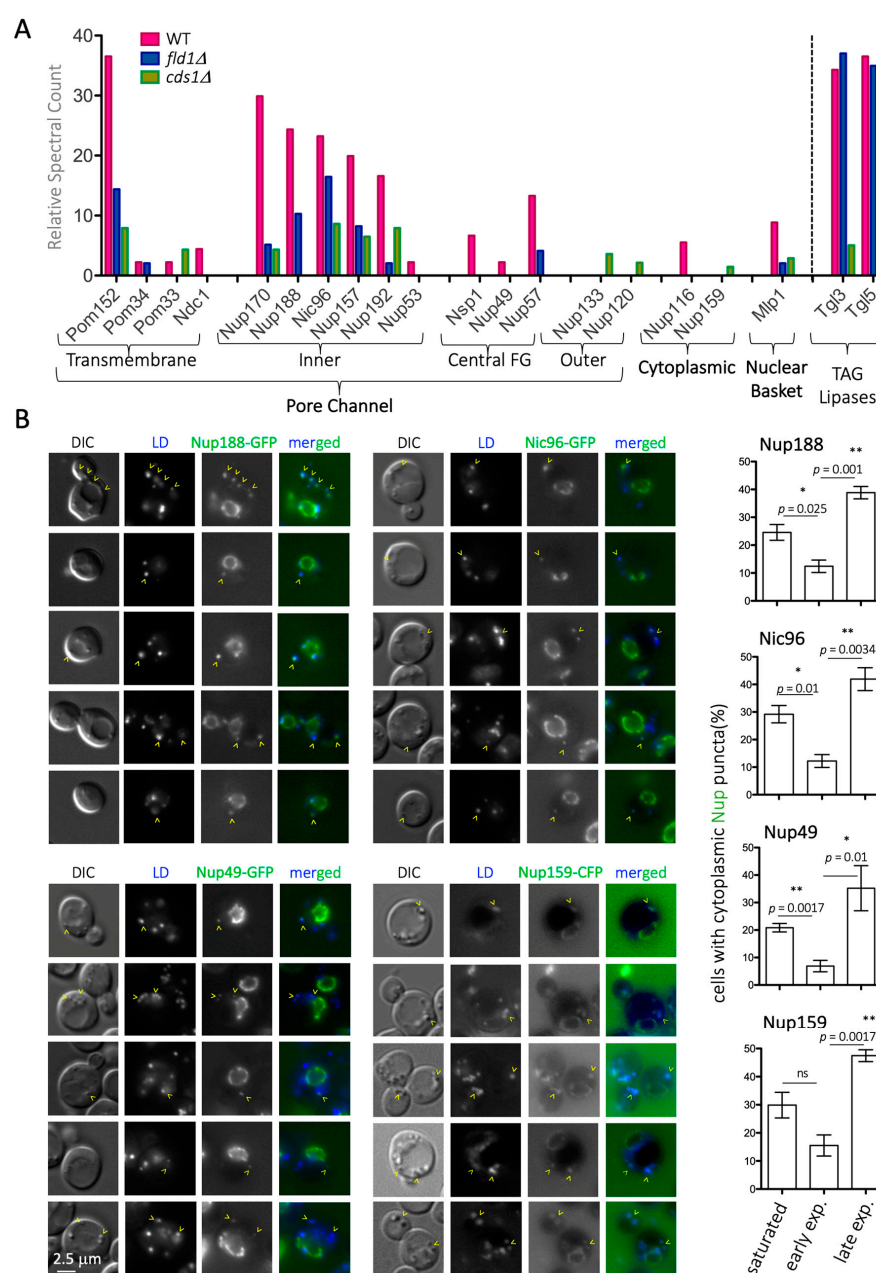 A
WT
fld1Δ
cds1Δ
Relative Spectral Count
40
30
20
10
0
Pom152 Pom34 Pom33 Ndc1 Nup170 Nup188 Nic96 Nup157 Nup192 Nup53 Nsp1 Nup49 Nup57 Nup133 Nup120 Nup116 Nup159 Mlp1 Tgl3 Tgl5
Transmembrane Inner Central FG Outer Cytoplasmic Nuclear Basket TAG Lipases
Pore Channel
B
DIC LD Nup188-GFP merged DIC LD Nic96-GFP merged
DIC LD Nup49-GFP merged DIC LD Nup159-CFP merged
2.5 μm
cells with cytoplasmic Nup puncta(%)
Nup188
**
p = 0.001
*
p = 0.025
50
40
30
20
10
0
Nic96
**
p = 0.0034
*
p = 0.01
50
40
30
20
10
0
Nup49
*
p = 0.01
**
p = 0.0017
50
40
30
20
10
0
Nup159
**
p = 0.0017
ns
50
40
30
20
10
0
saturated early exp. late exp.